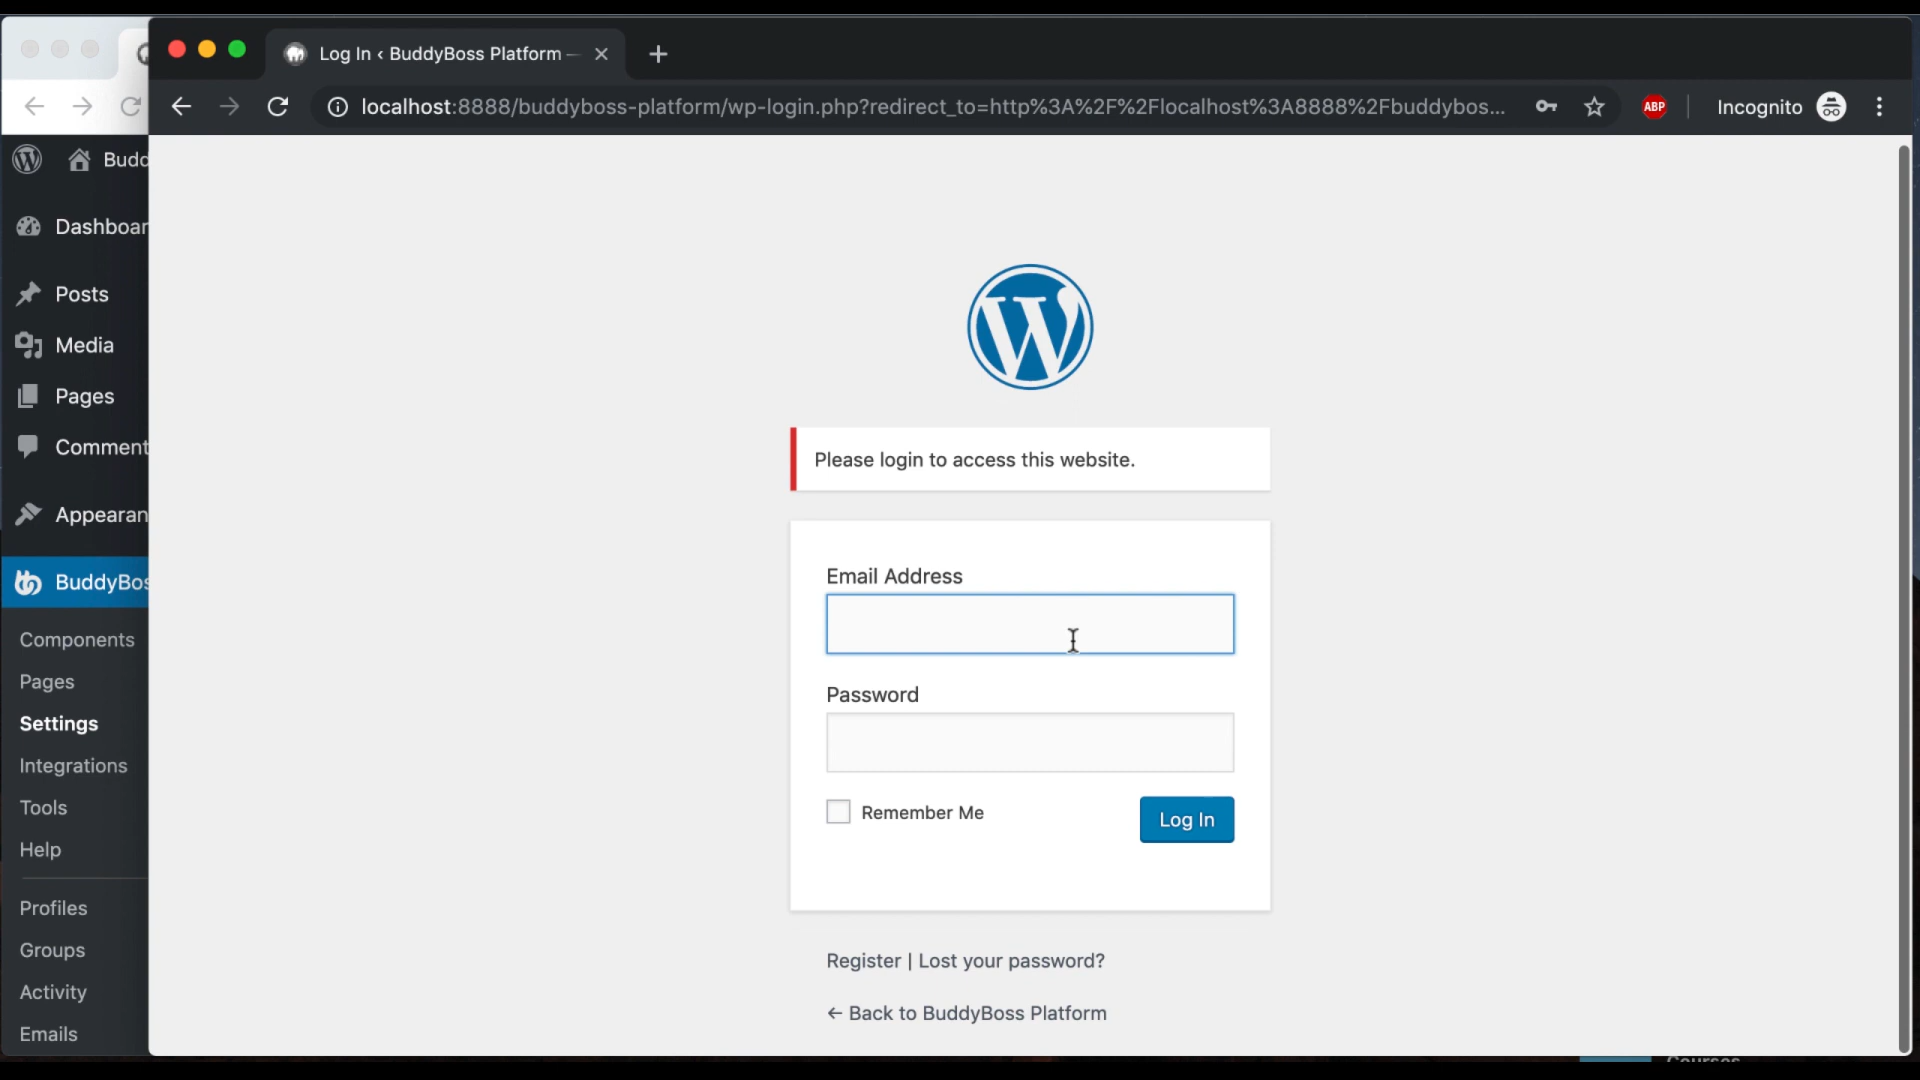 Log In ‹ BuddyBoss Platform —
localhost:8888/buddyboss-platform/wp-login.php?redirect_to=http%3A%2F%2Flocalhost%3A8888%2Fbuddybos...
ABP
Incognito
Budd
Dashboar
Posts
Media
Pages
Comment
Appearan
BuddyBos
Components
Pages
Settings
Integrations
Tools
Help
Profiles
Groups
Activity
Emails
Please login to access this website.
Email Address
Password
Remember Me
Log In
Register | Lost your password?
← Back to BuddyBoss Platform
Courses